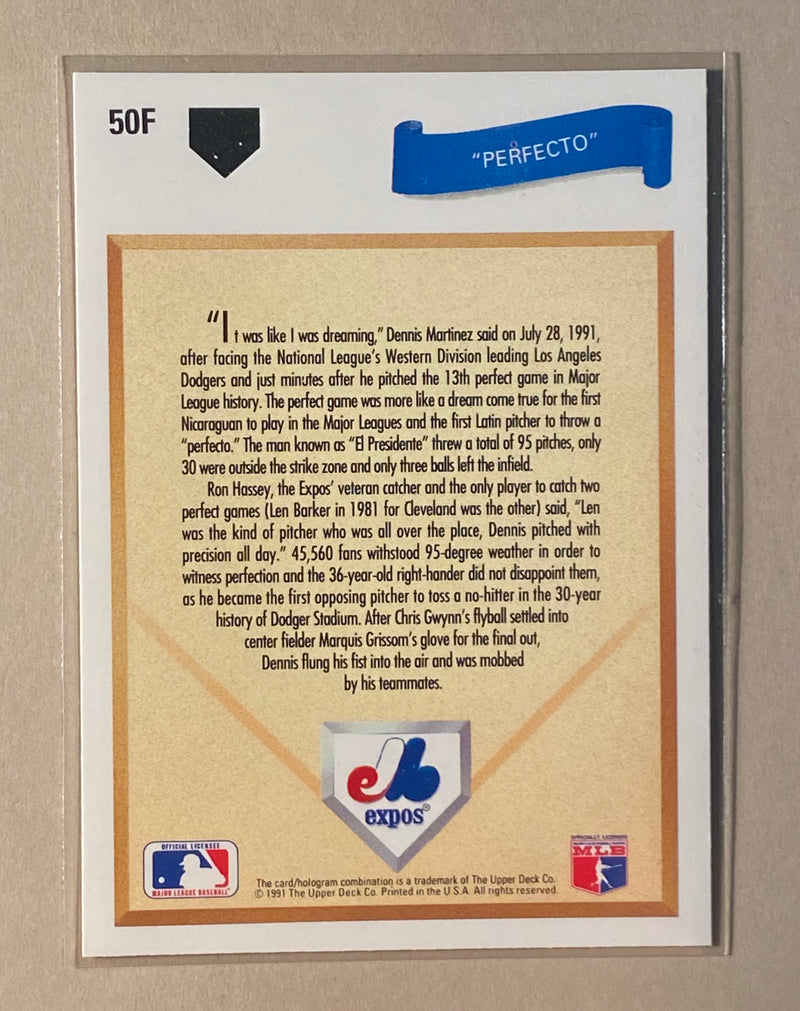 50F
"PERFECTO"
"It was like I was dreaming," Dennis Martinez said on July 28, 1991,
after facing the National League's Western Division leading Los Angeles
Dodgers and just minutes after he pitched the 13th perfect game in Major
League history. The perfect game was more like a dream come true for the first
Nicaraguan to play in the Major Leagues and the first Latin pitcher to throw a
"perfecto." The man known as "El Presidente" threw a total of 95 pitches, only
30 were outside the strike zone and only three balls left the infield.
Ron Hassey, the Expos' veteran catcher and the only player to catch two
perfect games (Len Barker in 1981 for Cleveland was the other) said, "Len
was the kind of pitcher who was all over the place, Dennis pitched with
precision all day." 45,560 fans withstood 95-degree weather in order to
witness perfection and the 36-year-old right-hander did not disappoint them,
as he became the first opposing pitcher to toss a no-hitter in the 30-year
history of Dodger Stadium. After Chris Gwynn's flyball settled into
center fielder Marquis Grissom's glove for the final out,
Dennis flung his fist into the air and was mobbed
by his teammates.
expos®
OFFICIAL LICENSEE
MAJOR LEAGUE BASEBALL
The card/hologram combination is a trademark of The Upper Deck Co.
© 1991 The Upper Deck Co. Printed in the U.S.A. All rights reserved.
OFFICIALLY LICENSED
MLB